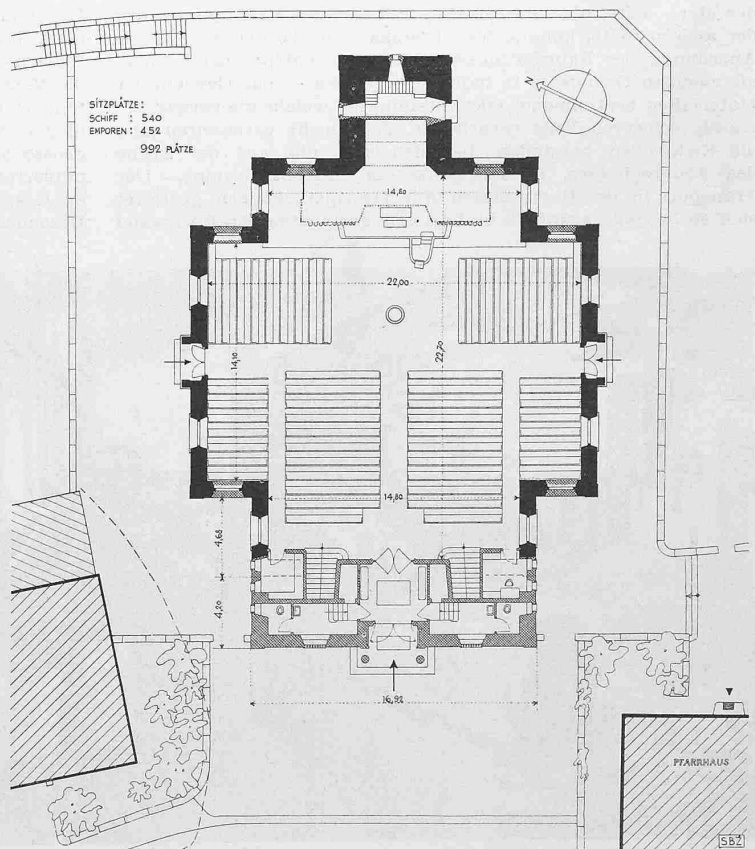 SITZPLÄTZE:
SCHIFF : 540
EMPOREN : 452
992 PLÄTZE
N
14,80
22,00
14,10
22,70
14,80
4,68
4,20
16,92
PFARRHAUS
SBZ